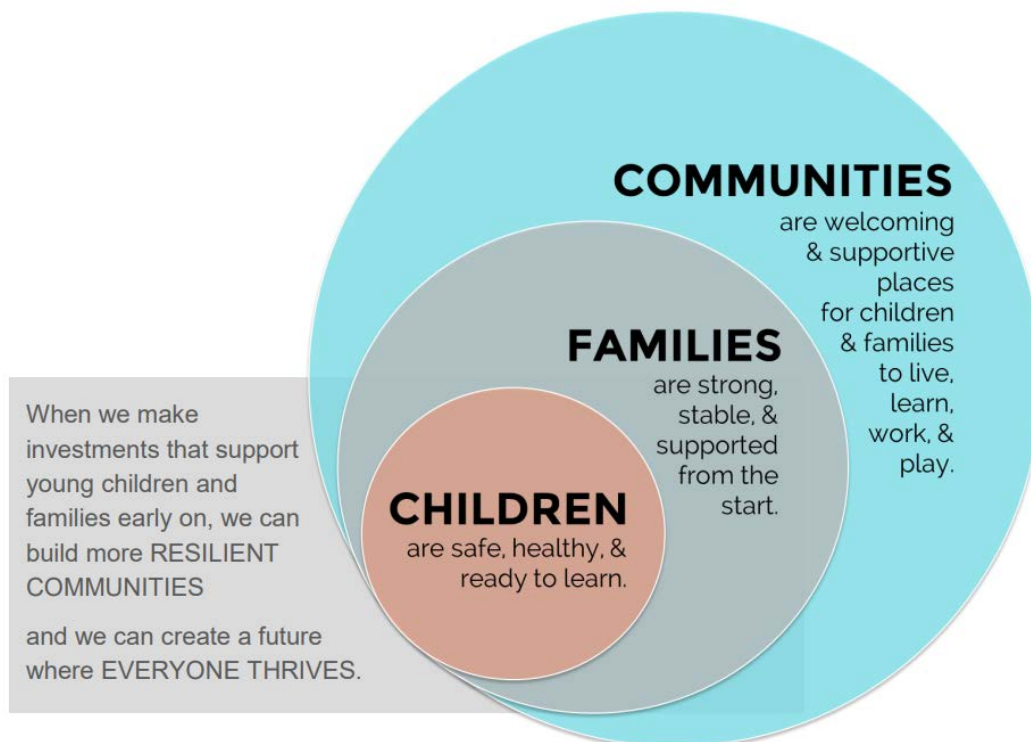 COMMUNITIES
are welcoming
& supportive
places
for children
& families
to live,
learn,
work, &
play.
FAMILIES
are strong,
stable, &
supported
from the
start.
CHILDREN
are safe, healthy, &
ready to learn.
When we make
investments that support
young children and
families early on, we can
build more RESILIENT
COMMUNITIES
and we can create a future
where EVERYONE THRIVES.